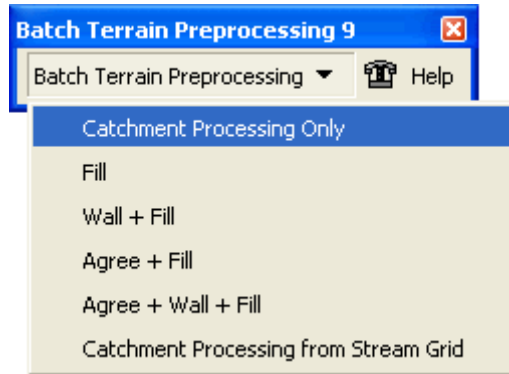 Batch Terrain Preprocessing 9
Batch Terrain Preprocessing Help
Catchment Processing Only
Fill
Wall + Fill
Agree + Fill
Agree + Wall + Fill
Catchment Processing from Stream Grid